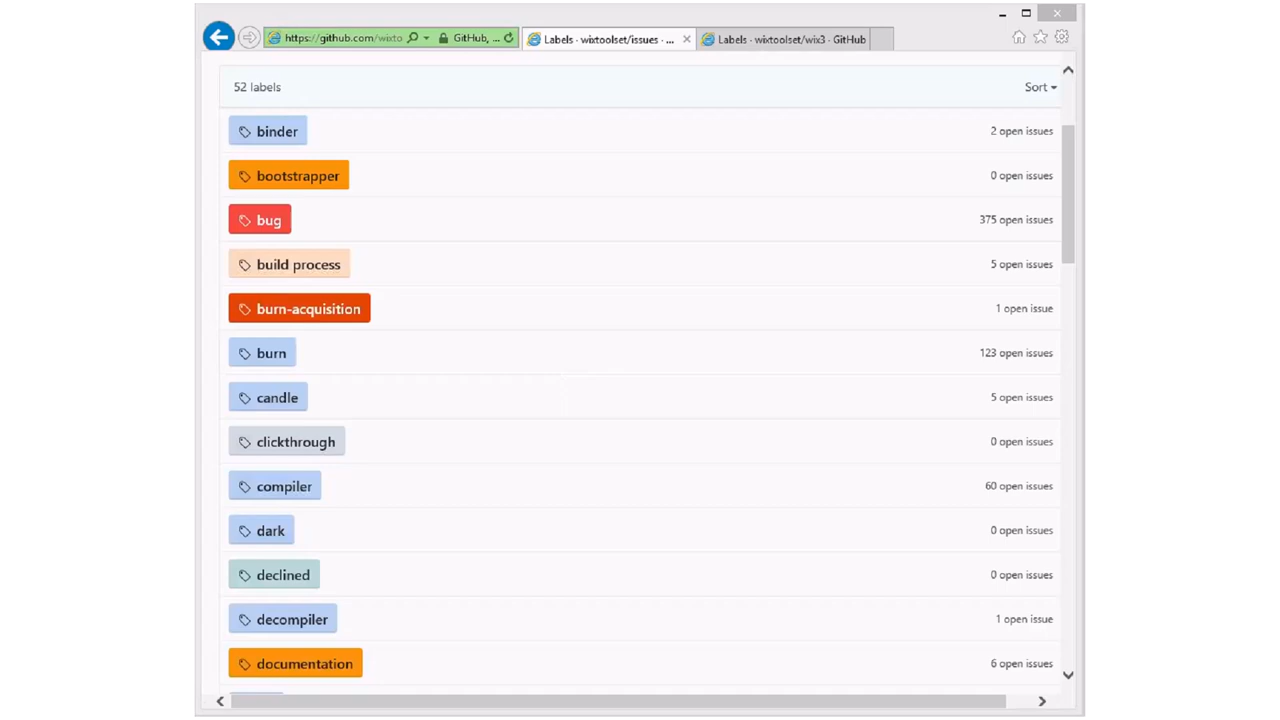 https://github.com/wixto GitHub, ... Labels · wixtoolset/issues · ... Labels · wixtoolset/wix3 · GitHub
52 labels Sort
binder 2 open issues
bootstrapper 0 open issues
bug 375 open issues
build process 5 open issues
burn-acquisition 1 open issue
burn 123 open issues
candle 5 open issues
clickthrough 0 open issues
compiler 60 open issues
dark 0 open issues
declined 0 open issues
decompiler 1 open issue
documentation 6 open issues